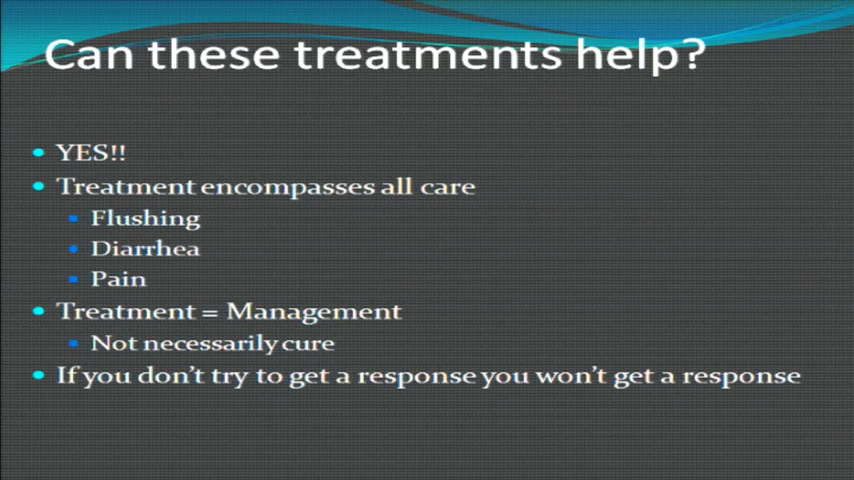 Can these treatments help?
YES!!
Treatment encompasses all care
Flushing
Diarrhea
Pain
Treatment = Management
Not necessarily cure
If you don't try to get a response you won't get a response